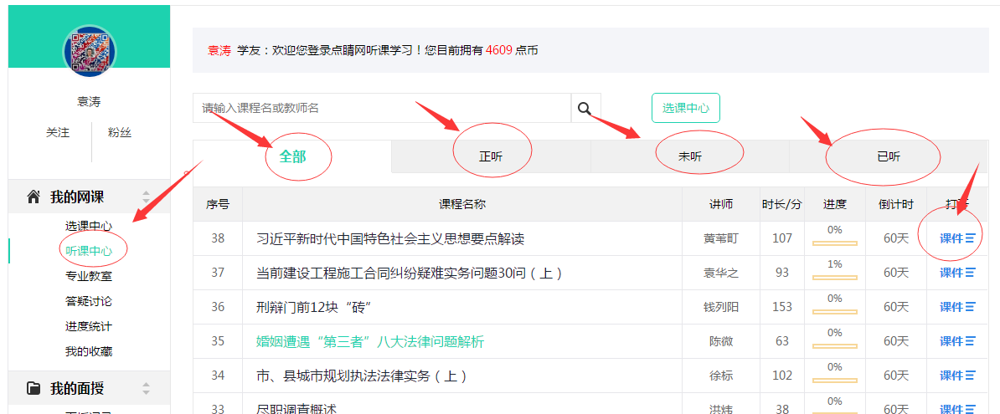 袁涛 学友：欢迎您登录点睛网听课学习！您目前拥有 4609 点币
袁涛
关注 粉丝
请输入课程名或教师名
选课中心
全部 正听 未听 已听
我的网课
选课中心
听课中心
专业教室
答疑讨论
进度统计
我的收藏
我的面授
序号 课程名称 讲师 时长/分 进度 倒计时
38 习近平新时代中国特色社会主义思想要点解读 黄苇町 107 0% 60天 课件
37 当前建设工程施工合同纠纷疑难实务问题30问（上） 袁华之 93 1% 60天 课件
36 刑辩门前12块“砖” 钱列阳 153 0% 60天 课件
35 婚姻遭遇“第三者”八大法律问题解析 陈微 63 0% 60天 课件
34 市、县城市规划执法法律实务（上） 徐标 102 0% 60天 课件
33 尽职调查概述 洪炜 38 0% 60天 课件